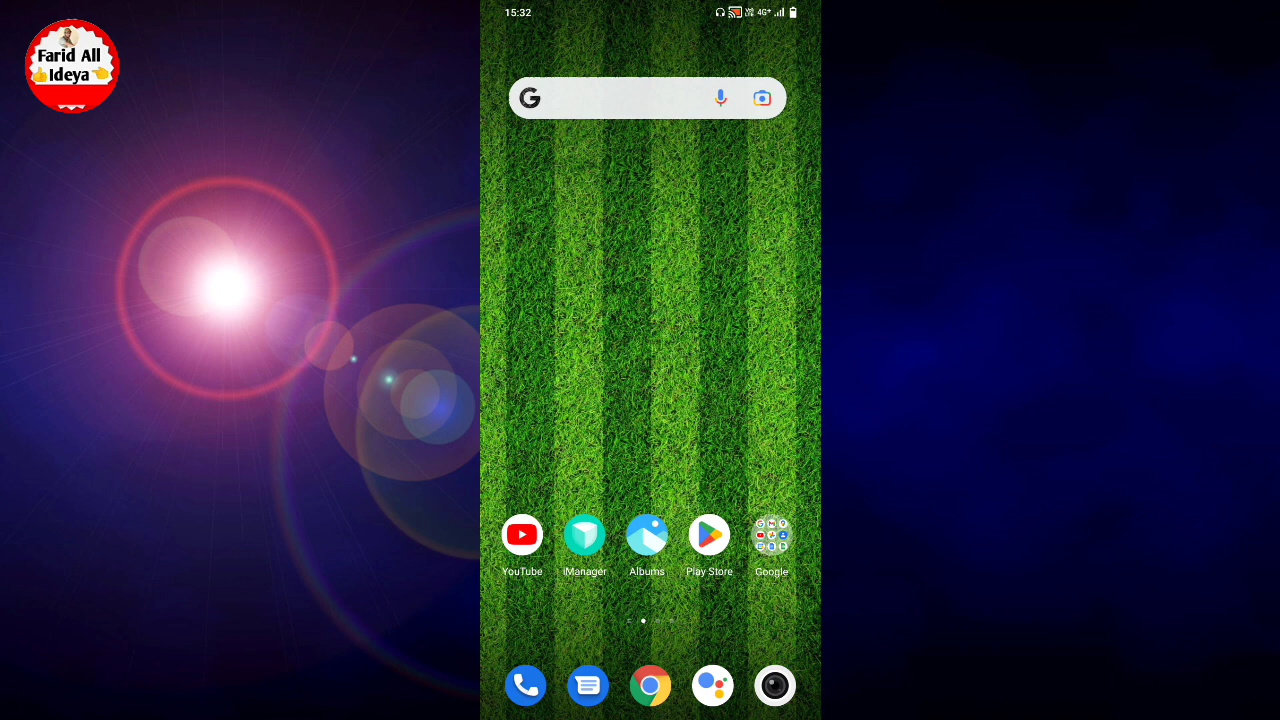 Farid All
Ideya
15:32
4G+
YouTube
iManager
Albums
Play Store
Google